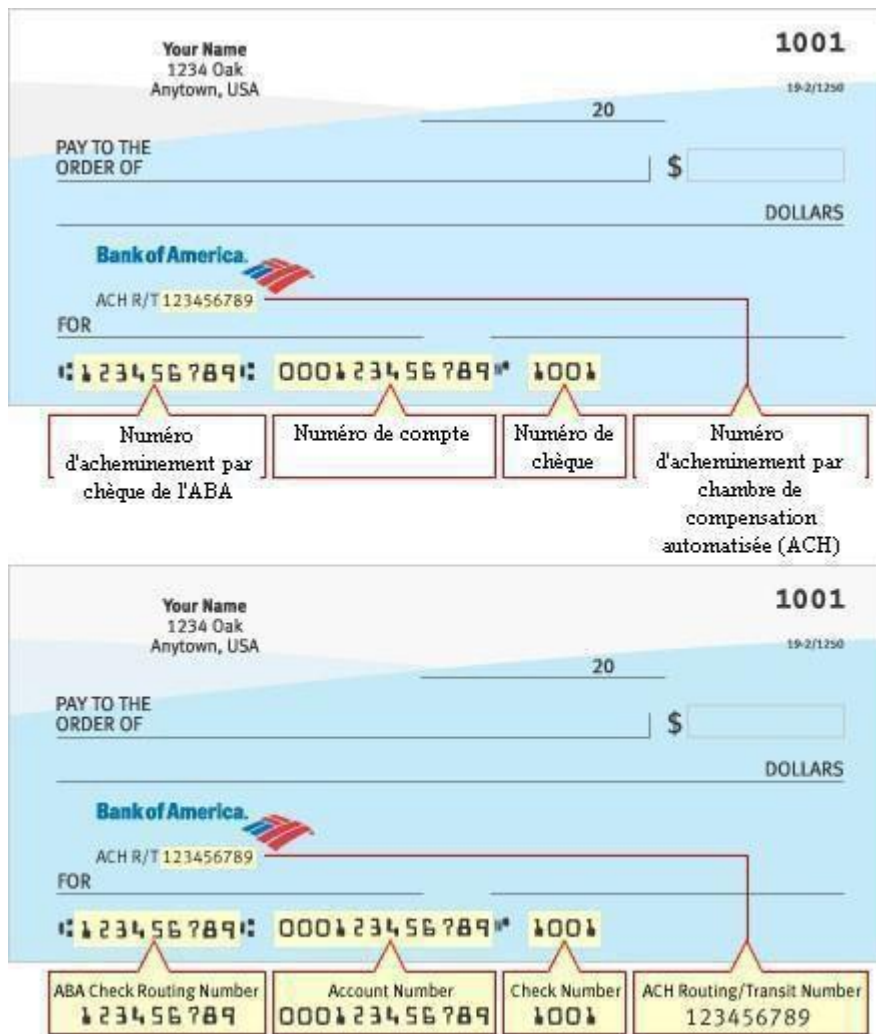 Your Name
1001
1234 Oak
Anytown, USA
19-2/1250
20
PAY TO THE
ORDER OF
$
DOLLARS
Bank of America.
ACH R/T 123456789
FOR
⑆123456789⑆ 000123456789⑈ 1001
Numéro
d'acheminement par
chèque de l'ABA
Numéro de compte
Numéro de
chèque
Numéro
d'acheminement par
chambre de
compensation
automatisée (ACH)
Your Name
1001
1234 Oak
Anytown, USA
19-2/1250
20
PAY TO THE
ORDER OF
$
DOLLARS
Bank of America.
ACH R/T 123456789
FOR
⑆123456789⑆ 000123456789⑈ 1001
ABA Check Routing Number
123456789
Account Number
000123456789
Check Number
1001
ACH Routing/Transit Number
123456789